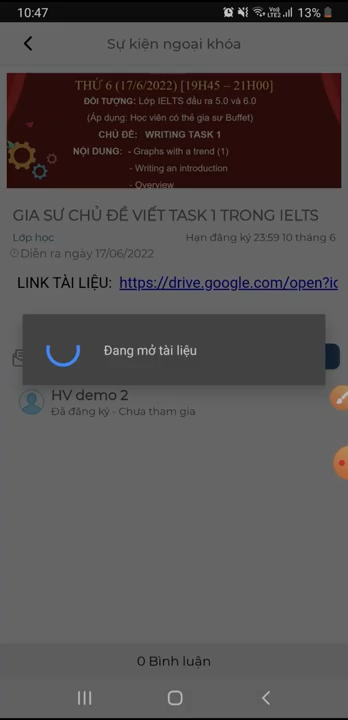 10:47
Vo))
LTE2
13%
Sự kiện ngoại khóa
THỨ 6 (17/6/2022) [19H45 – 21H00]
ĐỐI TƯỢNG: Lớp IELTS đầu ra 5.0 và 6.0
(Áp dụng: Học viên có thẻ gia sư Buffet)
CHỦ ĐỀ: WRITING TASK 1
NỘI DUNG: - Graphs with a trend (1)
- Writing an introduction
- Overview
GIA SƯ CHỦ ĐỀ VIẾT TASK 1 TRONG IELTS
Lớp học Hạn đăng ký 23:59 10 tháng 6
Diễn ra ngày 17/06/2022
LINK TÀI LIỆU: https://drive.google.com/open?id
Đang mở tài liệu
HV demo 2
Đã đăng ký - Chưa tham gia
0 Bình luận